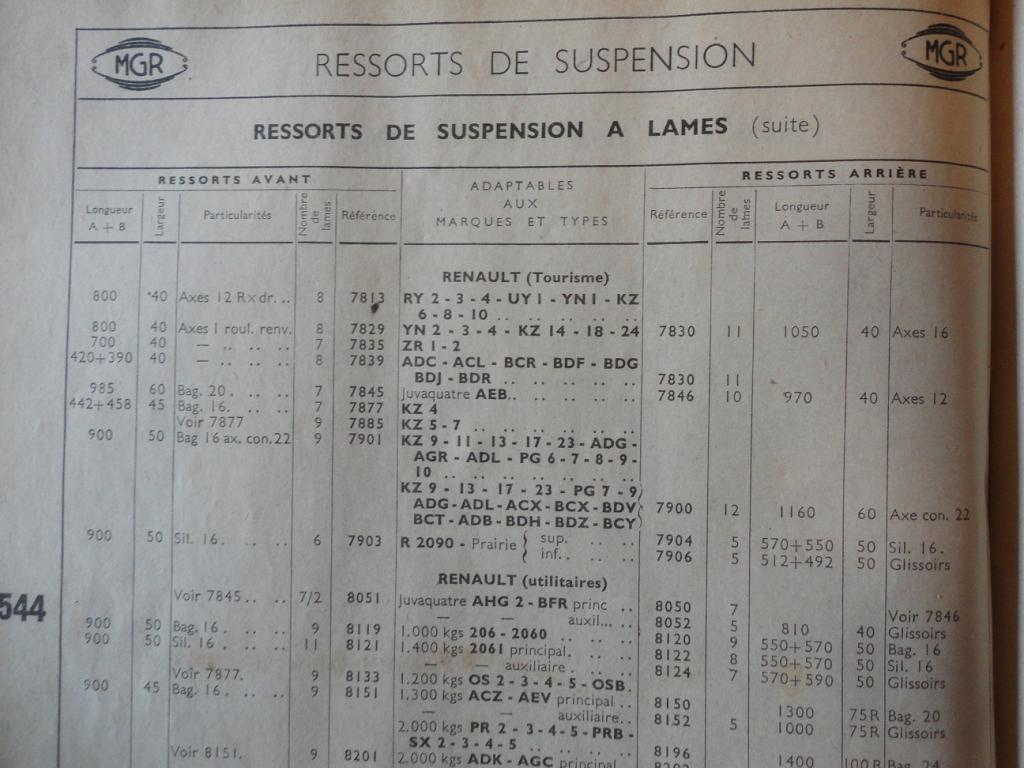 MGR RESSORTS DE SUSPENSION MGR
RESSORTS DE SUSPENSION A LAMES (suite)
RESSORTS AVANT
ADAPTABLES AUX MARQUES ET TYPES
RESSORTS ARRIÈRE
Longueur A + B Largeur Particularités Nombre de lames Référence Référence Nombre de lames Longueur A + B Largeur Particularités
RENAULT (Tourisme)
800 40 Axes 12 Rx dr. .. 8 7813 RY 2 - 3 - 4 - UY 1 - YN 1 - KZ
6 - 8 - 10 .. .. .. .. ..
800 40 Axes 1 roul. renv. 8 7829 YN 2 - 3 - 4 - KZ 14 - 18 - 24 7830 11 1050 40 Axes 16
700 40 — .. .. .. 7 7835 ZR 1 - 2
420+390 40 — .. .. .. 8 7839 ADC - ACL - BCR - BDF - BDG
BDJ - BDR .. .. .. .. .. 7830 11
985 60 Bag. 20 . .. .. 7 7845 Juvaquatre AEB.. .. .. .. .. 7846 10 970 40 Axes 12
442+458 45 Bag. 16. .. .. 7 7877 KZ 4
Voir 7877 9 7885 KZ 5 - 7 .. .. .. .. .. ..
900 50 Bag 16 ax. con.22 9 7901 KZ 9 - 11 - 13 - 17 - 23 - ADG -
AGR - ADL - PG 6 - 7 - 8 - 9 -
10 .. .. .. .. .. .. ..
KZ 9 - 13 - 17 - 23 - PG 7 - 9
ADG - ADL - ACX - BCX - BDV 7900 12 1160 60 Axe con. 22
BCT - ADB - BDH - BDZ - BCY
900 50 Sil. 16. .. .. 6 7903 R 2090 - Prairie { sup. .. .. 7904 5 570+550 50 Sil. 16.
inf.. .. .. 7906 5 512+492 50 Glissoirs
RENAULT (utilitaires)
544
Voir 7845.. .. 7/2 8051 Juvaquatre AHG 2 - BFR princ .. 8050 7 Voir 7846
— — auxil... .. 8052 5 810 40 Glissoirs
900 50 Bag. 16 . .. .. 9 8119 1.000 kgs 206 - 2060 .. .. .. 8120 9 550+570 50 Bag. 16
900 50 Sil. 16 . .. .. 11 8121 1.400 kgs 2061 principal. .. .. 8122 8 550+570 50 Sil. 16
— — auxiliaire . .. .. 8124 7 570+590 50 Glissoirs
Voir 7877. 9 8133 1.200 kgs OS 2 - 3 - 4 - 5 - OSB.
900 45 Bag. 16. .. .. 9 8151 1.300 kgs ACZ - AEV principal .. 8150 1300 75 R Bag. 20
— — auxiliaire.. 8152 5 1000 75 R Glissoirs
2.000 kgs PR 2 - 3 - 4 - 5 - PRB -
SX 2 - 3 - 4 - 5 .. .. .. .. .. 8196 1400 100 R Bag. 24
Voir 8151. 9 8201 2.000 kgs ADK - AGC principal